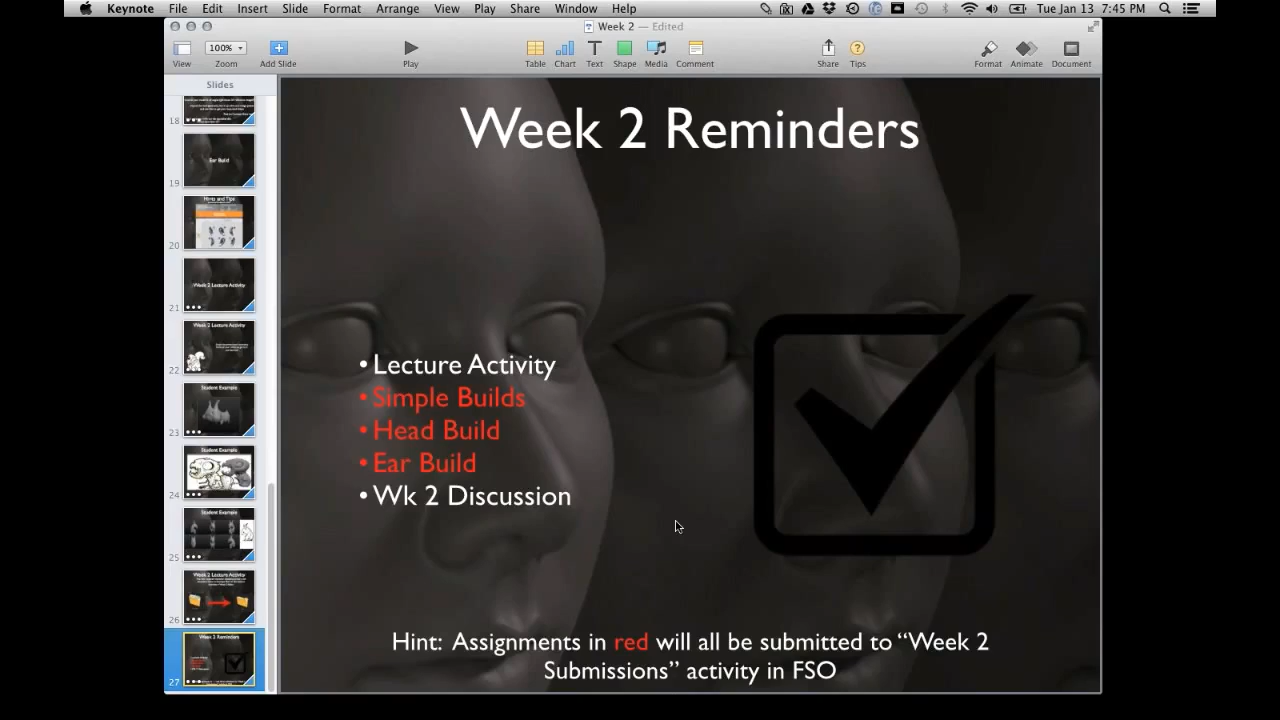 Keynote File Edit Insert Slide Format Arrange View Play Share Window Help Tue Jan 13 7:45 PM
Week 2 — Edited
100%
View Zoom Add Slide Play Table Chart Text Shape Media Comment Share Tips Format Animate Document
Slides
18
Ear Build
19
Hints and Tips
20
Week 2 Lecture Activity
21
Week 2 Lecture Activity
22
Student Example
23
Student Example
24
Student Example
25
Week 2 Lecture Activity
26
Week 2 Reminders
27
Week 2 Reminders
• Lecture Activity
• Simple Builds
• Head Build
• Ear Build
• Wk 2 Discussion
Hint: Assignments in red will all be submitted to “Week 2
Submissions” activity in FSO